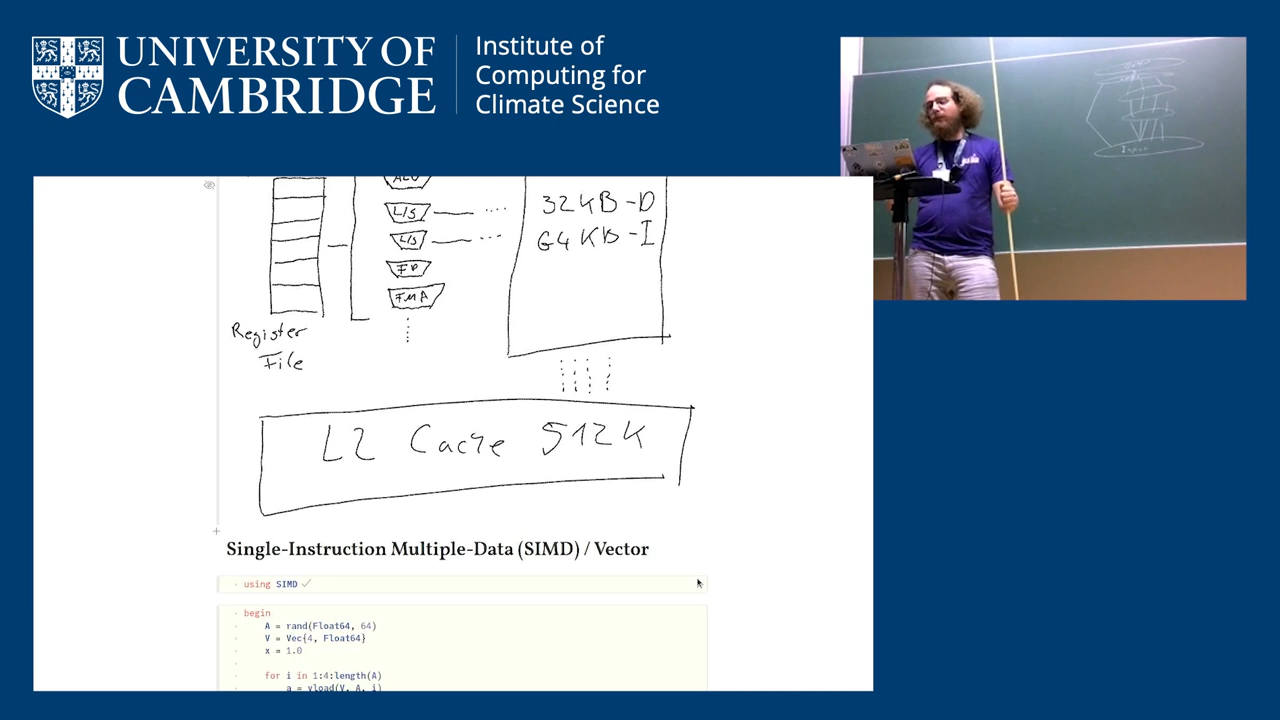 UNIVERSITY OF
CAMBRIDGE
Institute of
Computing for
Climate Science
ALU
L/S
L/S
FP
FMA
32KB-D
64KB-I
Register
File
L2 Cache 512K
Single-Instruction Multiple-Data (SIMD) / Vector
using SIMD
begin
A = rand(Float64, 64)
V = Vec{4, Float64}
x = 1.0
for i in 1:4:length(A)
a = vload(V, A, i)